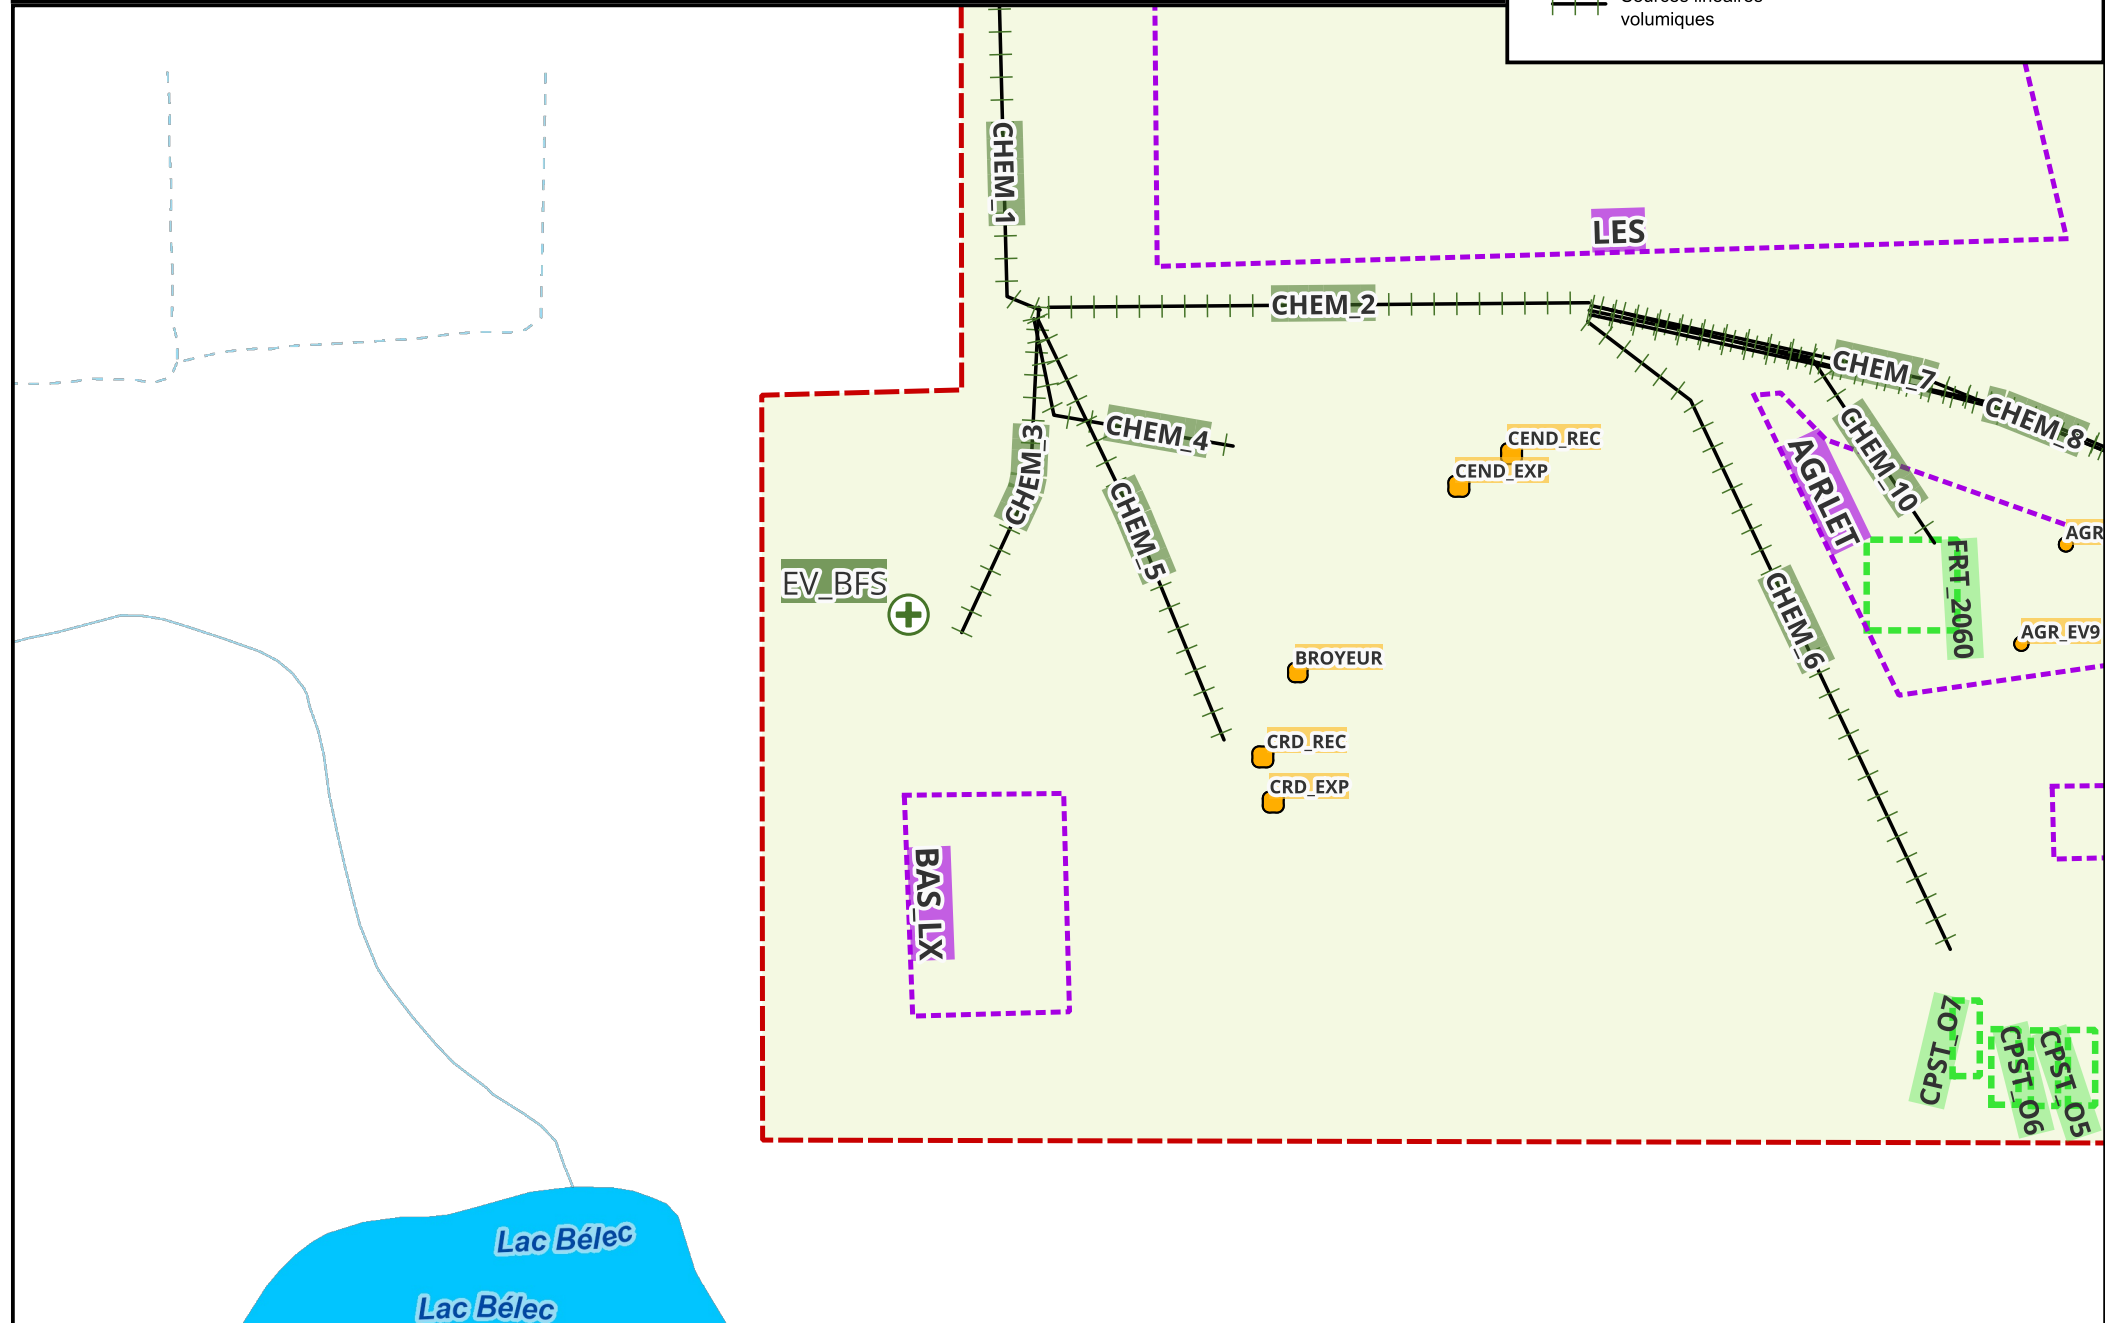 volumiques
CHEM_1
LES
CHEM_2
CHEM_7
CHEM_8
CHEM_3
CHEM_4
CEND_REC
CEND_EXP
CHEM_10
AGRLET
CHEM_5
AGR
EV_BFS
FRT_2060
CHEM_6
AGR_EV9
BROYEUR
CRD_REC
CRD_EXP
BAS_LX
CPST_O7
CPST_O6
CPST_O5
Lac Bélec
Lac Bélec